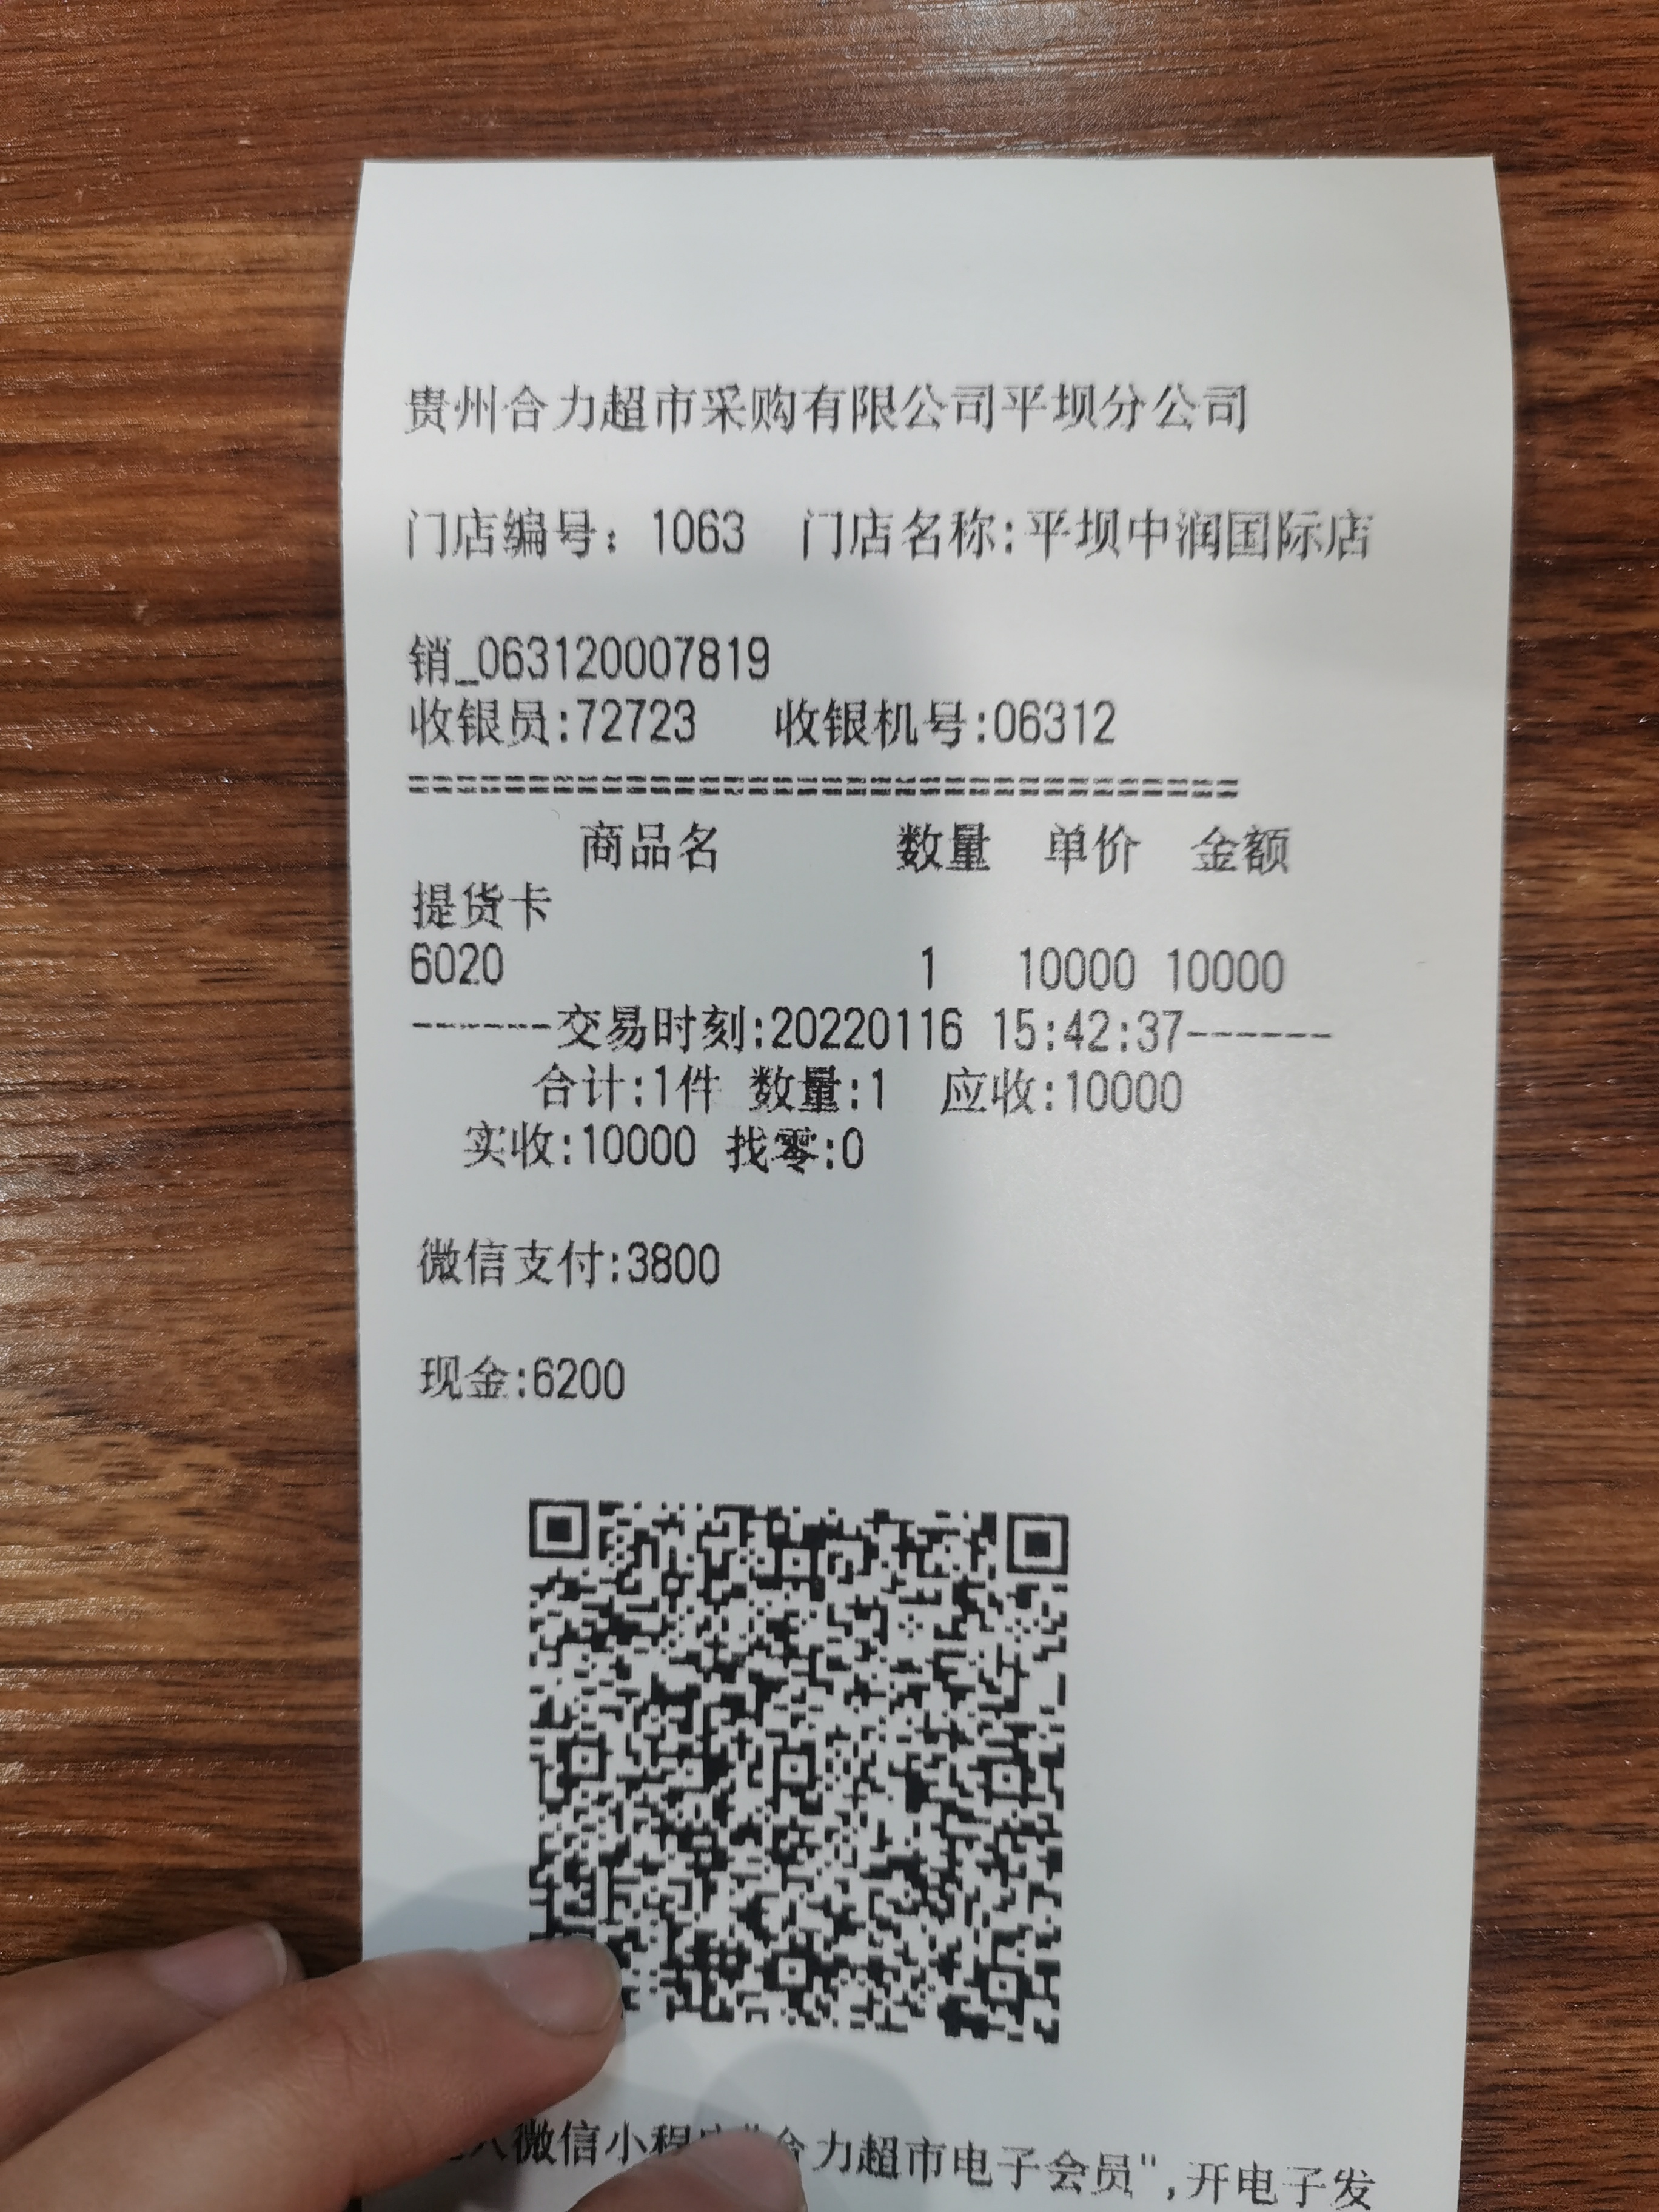 贵州合力超市采购有限公司平坝分公司
门店编号：1063 门店名称:平坝中润国际店
销_063120007819
收银员:72723 收银机号:06312
==================================
商品名 数量 单价 金额
提货卡
6020 1 10000 10000
------交易时刻:20220116 15:42:37------
合计:1件 数量:1 应收:10000
实收:10000 找零:0
微信支付:3800
现金:6200
入微信小程序"合力超市电子会员",开电子发